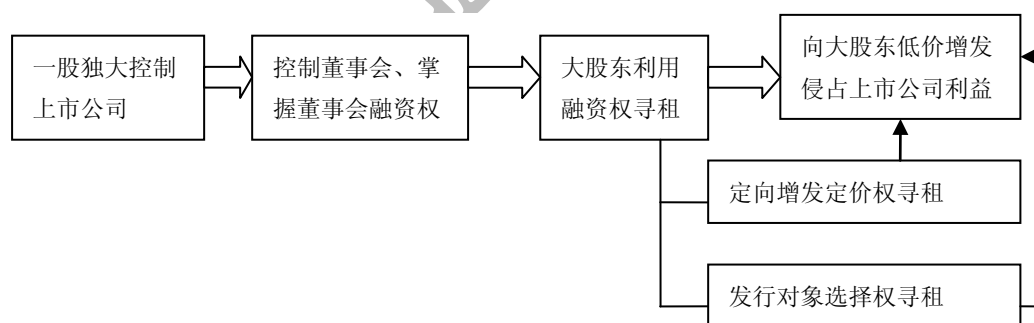 一股独大控制
上市公司
控制董事会、掌
握董事会融资权
大股东利用
融资权寻租
向大股东低价增发
侵占上市公司利益
定向增发定价权寻租
发行对象选择权寻租